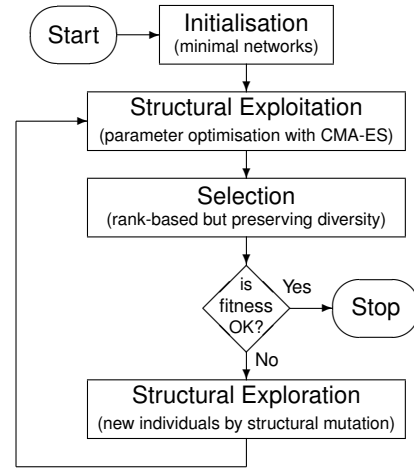 Start
Initialisation
(minimal networks)
Structural Exploitation
(parameter optimisation with CMA-ES)
Selection
(rank-based but preserving diversity)
is
fitness
OK?
Yes
Stop
No
Structural Exploration
(new individuals by structural mutation)